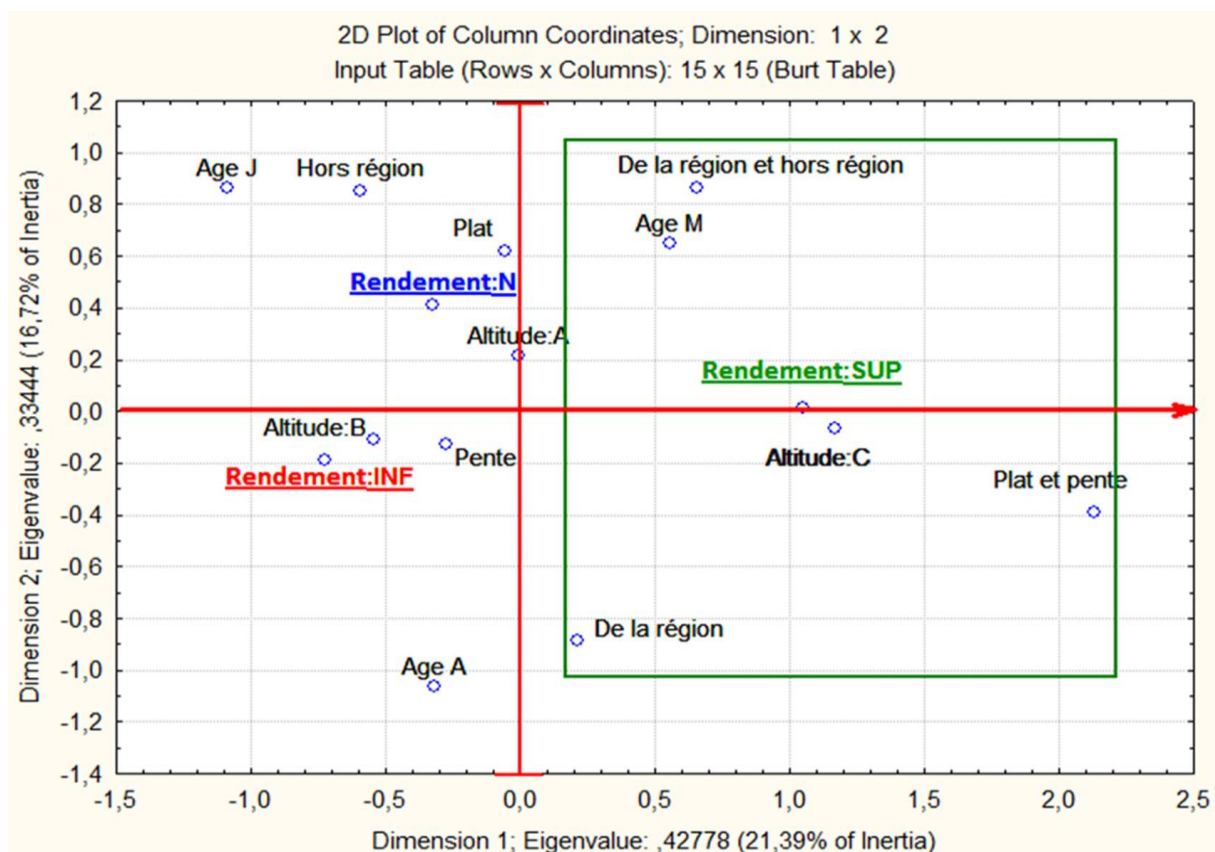 2D Plot of Column Coordinates; Dimension: 1 x 2
Input Table (Rows x Columns): 15 x 15 (Burt Table)
Dimension 2; Eigenvalue: ,33444 (16,72% of Inertia)
1,2
1,0
0,8
0,6
0,4
0,2
0,0
-0,2
-0,4
-0,6
-0,8
-1,0
-1,2
-1,4
Age J
Hors région
De la région et hors région
Plat
Age M
Rendement:N
Altitude:A
Rendement:SUP
Altitude:B
Pente
Altitude:C
Rendement:INF
Plat et pente
De la région
Age A
-1,5 -1,0 -0,5 0,0 0,5 1,0 1,5 2,0 2,5
Dimension 1; Eigenvalue: ,42778 (21,39% of Inertia)